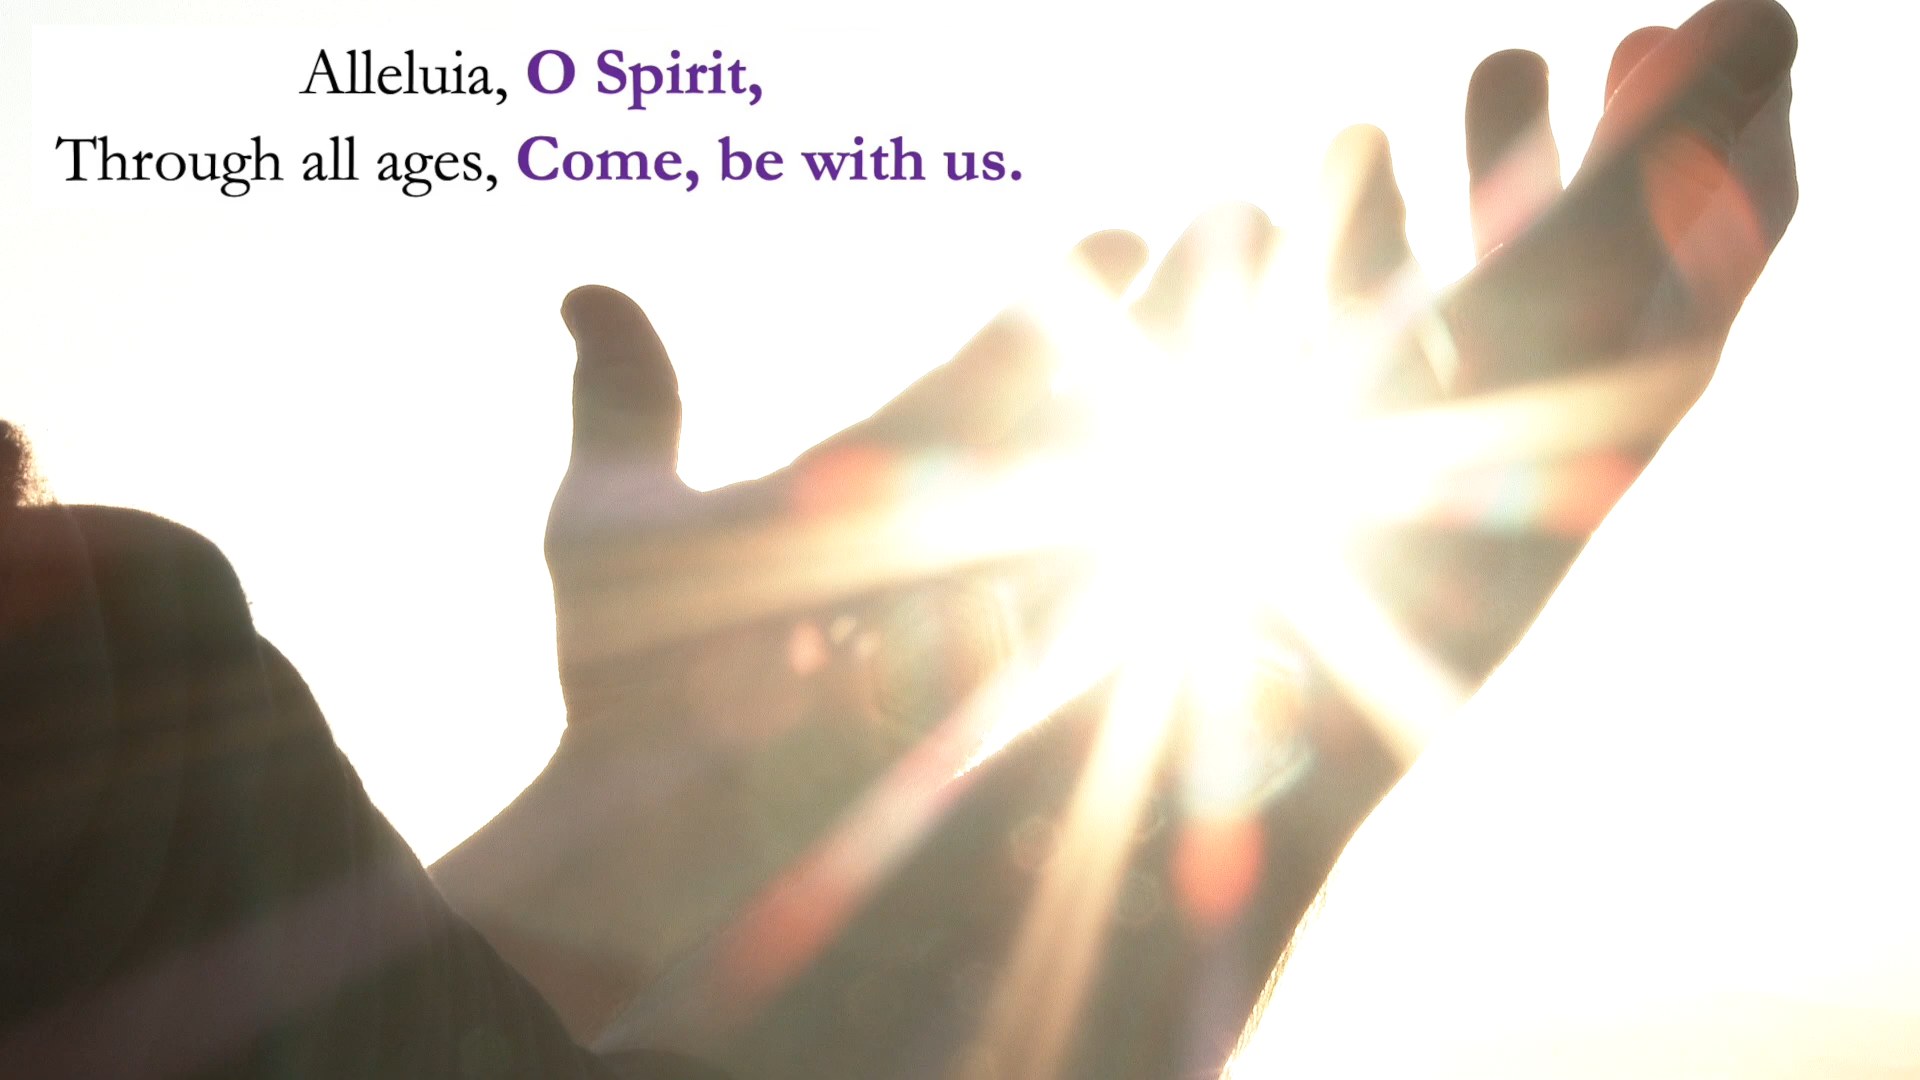 Alleluia, O Spirit,
Through all ages, Come, be with us.